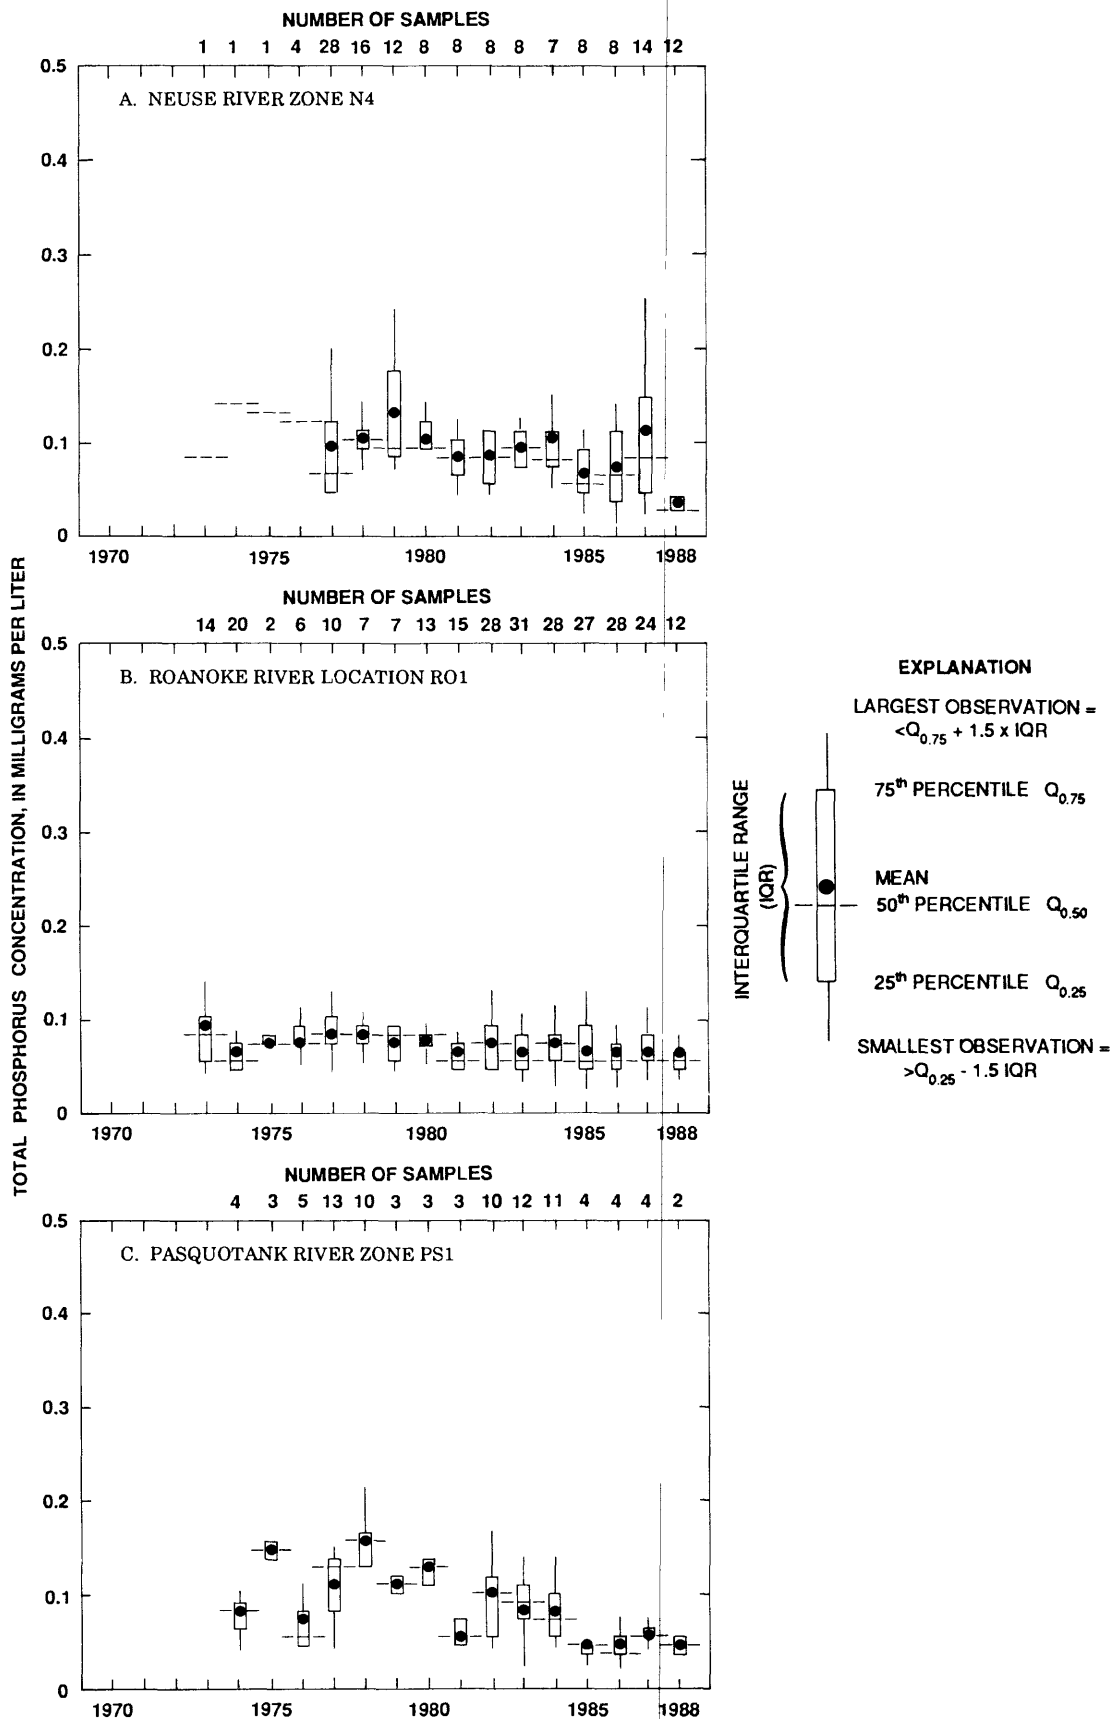 NUMBER OF SAMPLES
1 1 1 4 28 16 12 8 8 8 8 7 8 8 14 12
0.5
A. NEUSE RIVER ZONE N4
0.4
0.3
0.2
0.1
0
1970 1975 1980 1985 1988
NUMBER OF SAMPLES
14 20 2 6 10 7 7 13 15 28 31 28 27 28 24 12
0.5
B. ROANOKE RIVER LOCATION RO1
0.4
0.3
0.2
0.1
0
1970 1975 1980 1985 1988
NUMBER OF SAMPLES
4 3 5 13 10 3 3 3 10 12 11 4 4 4 2
0.5
C. PASQUOTANK RIVER ZONE PS1
0.4
0.3
0.2
0.1
0
1970 1975 1980 1985 1988
TOTAL PHOSPHORUS CONCENTRATION, IN MILLIGRAMS PER LITER
EXPLANATION
LARGEST OBSERVATION =
<Q0.75 + 1.5 x IQR
75th PERCENTILE Q0.75
MEAN
50th PERCENTILE Q0.50
25th PERCENTILE Q0.25
SMALLEST OBSERVATION =
>Q0.25 - 1.5 IQR
INTERQUARTILE RANGE
(IQR)